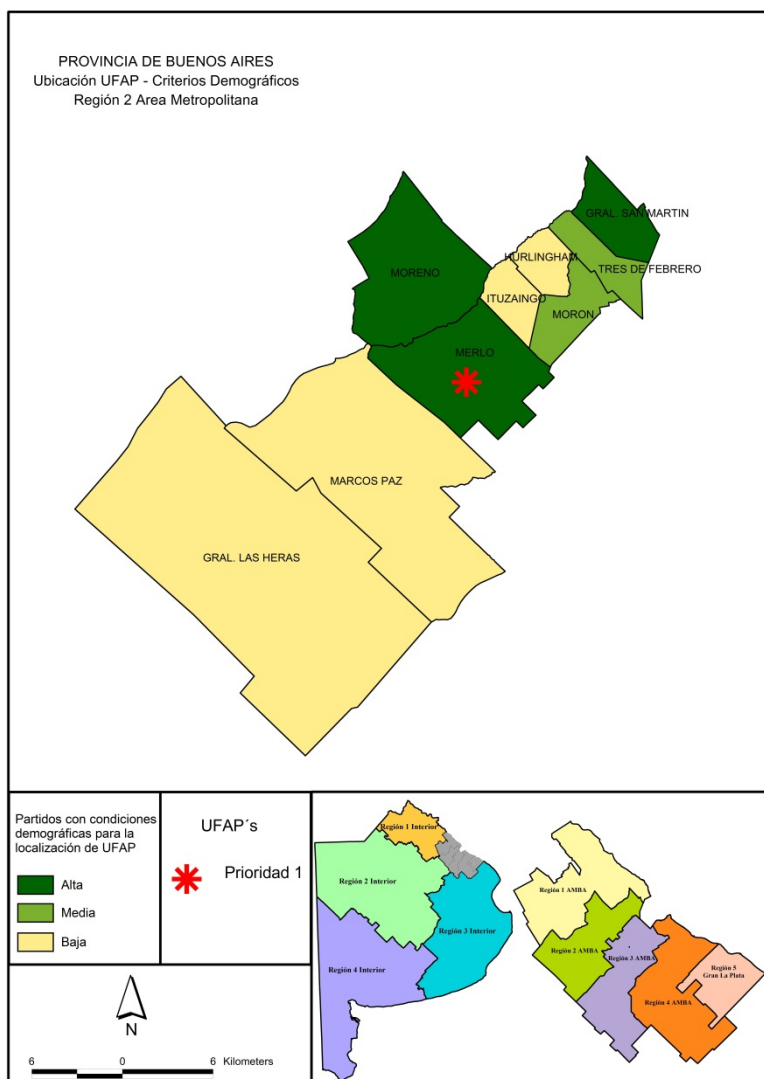 PROVINCIA DE BUENOS AIRES
Ubicación UFAP - Criterios Demográficos
Región 2 Area Metropolitana
GRAL. SAN MARTIN
HURLINGHAM
TRES DE FEBRERO
MORENO
ITUZAINGO
MORON
MERLO
MARCOS PAZ
GRAL. LAS HERAS
Partidos con condiciones
demográficas para la
localización de UFAP
Alta
Media
Baja
UFAP´s
Prioridad 1
Región 1 Interior
Región 2 Interior
Región 3 Interior
Región 4 Interior
Región 1 AMBA
Región 2 AMBA
Región 3 AMBA
Región 4 AMBA
Región 5
Gran La Plata
N
6 0 6 Kilometers